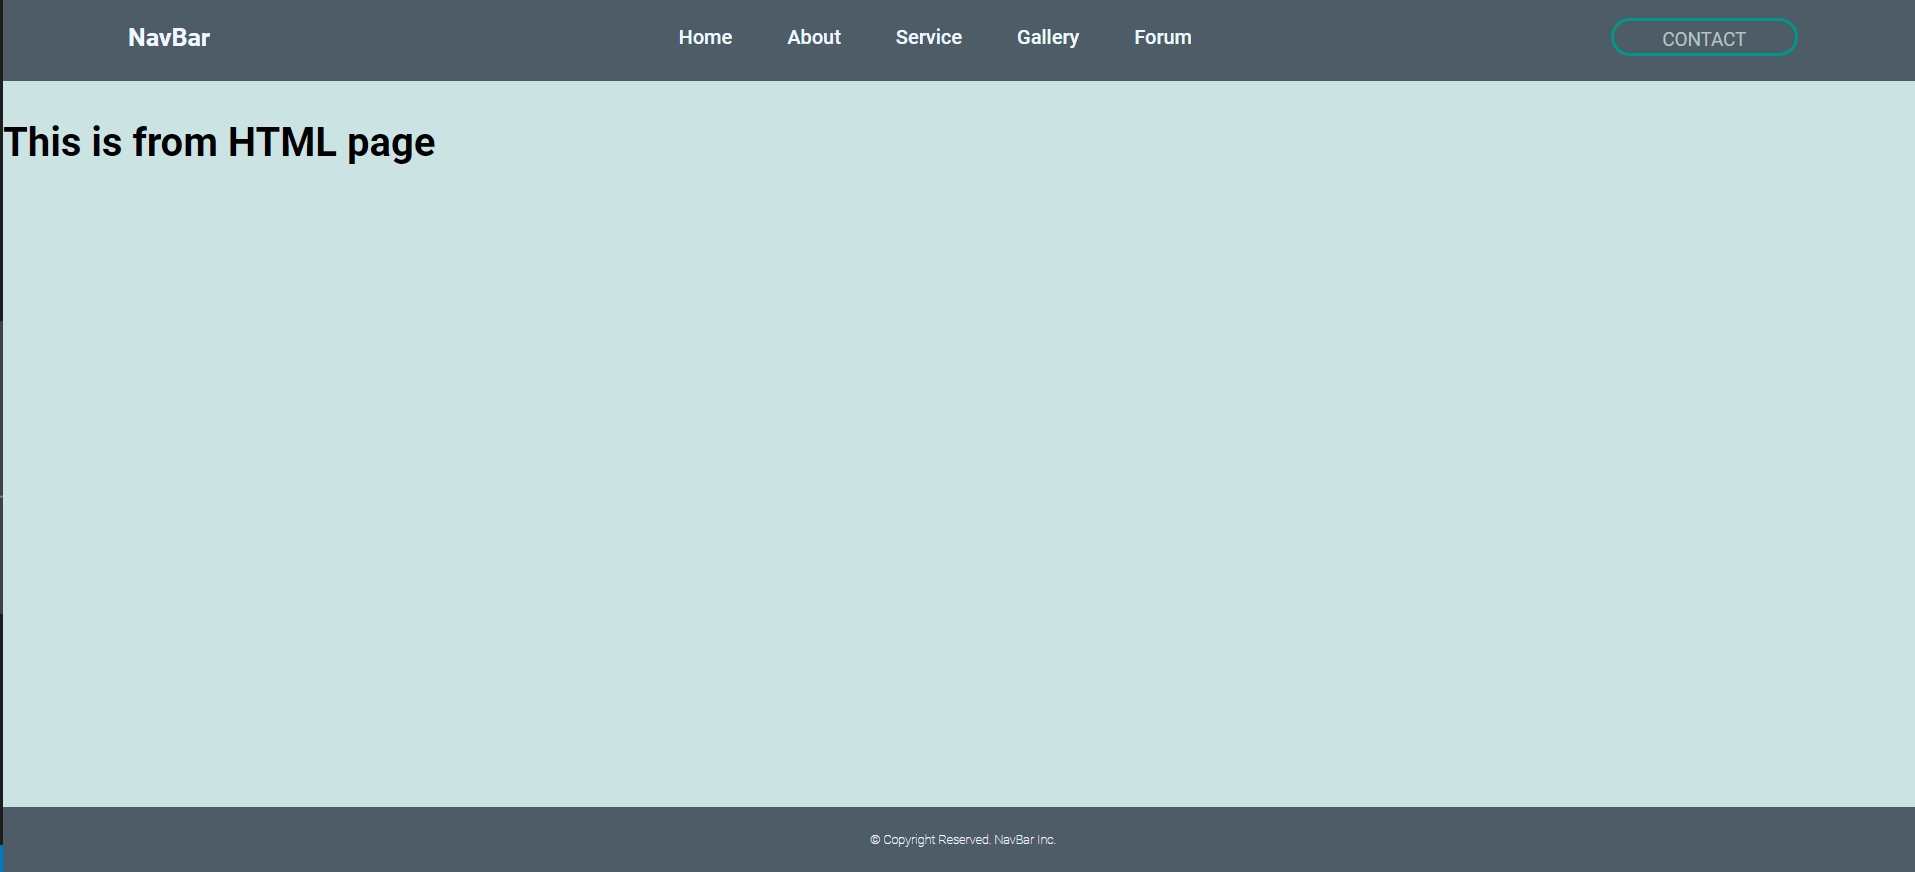 NavBar Home About Service Gallery Forum CONTACT
This is from HTML page
© Copyright Reserved. NavBar Inc.